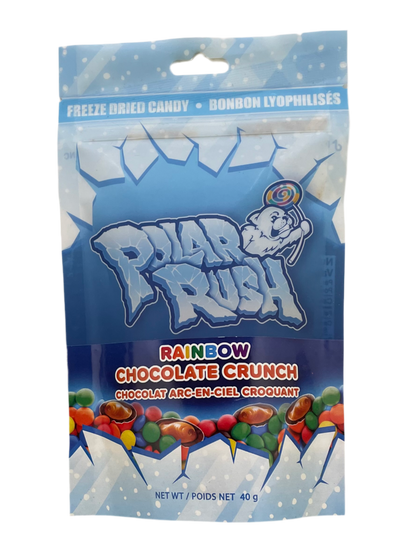 FREEZE DRIED CANDY • BONBON LYOPHILISÉS
POLAR
RUSH
RAINBOW
CHOCOLATE CRUNCH
CHOCOLAT ARC-EN-CIEL CROQUANT
NET WT / POIDS NET 40 g